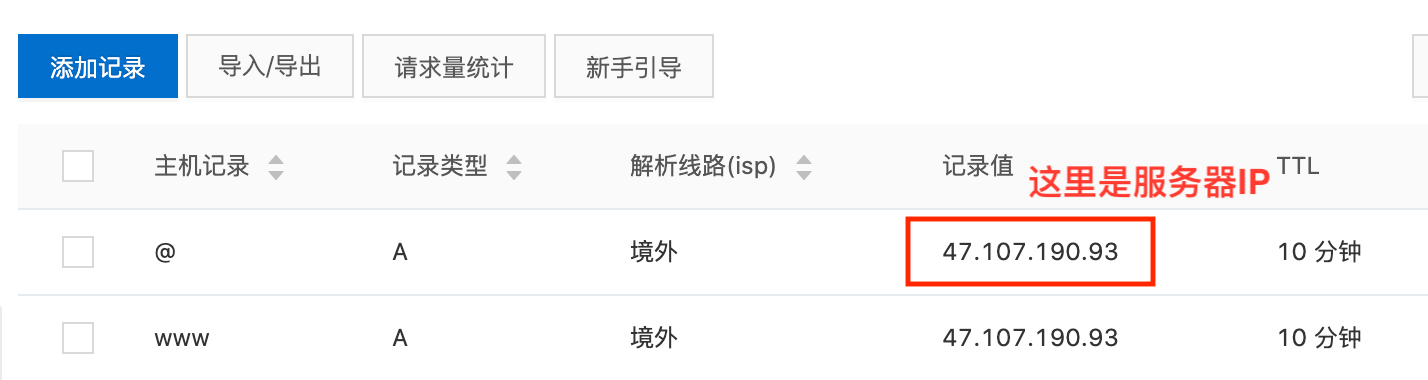 添加记录 导入/导出 请求量统计 新手引导
主机记录 记录类型 解析线路(isp) 记录值 这里是服务器IP TTL
@ A 境外 47.107.190.93 10 分钟
www A 境外 47.107.190.93 10 分钟